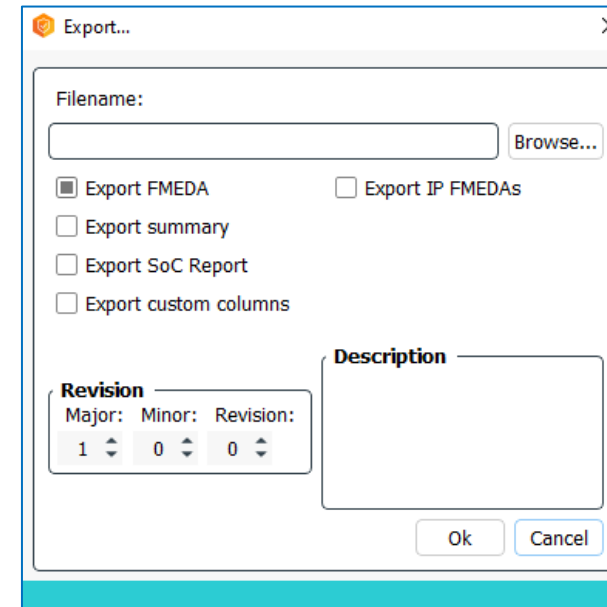 Export...
Filename:
Browse...
Export FMEDA
Export IP FMEDAs
Export summary
Export SoC Report
Export custom columns
Description
Revision
Major: Minor: Revision:
1 0 0
Ok
Cancel